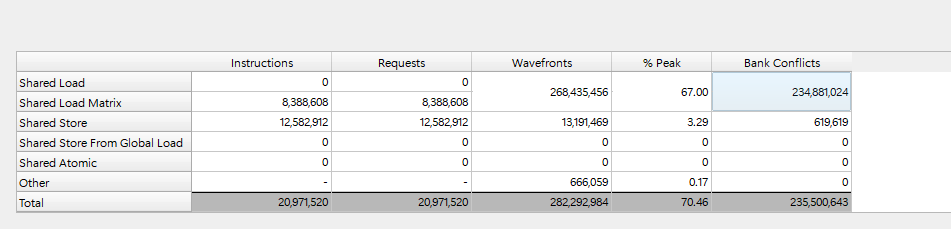 Instructions Requests Wavefronts % Peak Bank Conflicts
Shared Load 0 0 268,435,456 67.00 234,881,024
Shared Load Matrix 8,388,608 8,388,608
Shared Store 12,582,912 12,582,912 13,191,469 3.29 619,619
Shared Store From Global Load 0 0 0 0 0
Shared Atomic 0 0 0 0 0
Other - - 666,059 0.17 0
Total 20,971,520 20,971,520 282,292,984 70.46 235,500,643